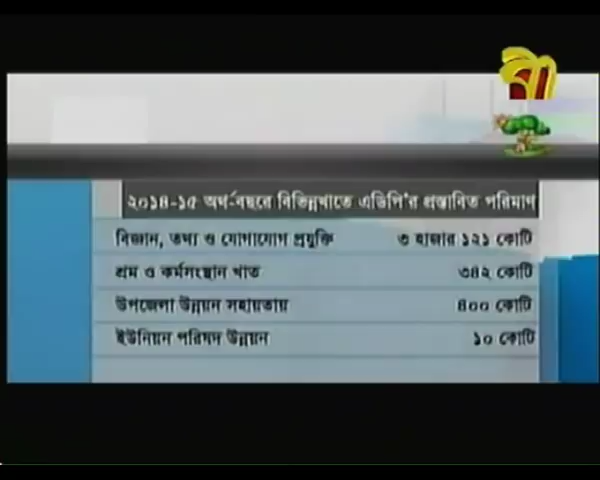 ২০১৪-১৫ অর্থ-বছরে বিভিন্নখাতে এডিপি'র প্রস্তাবিত পরিমাণ
বিজ্ঞান, তথ্য ও যোগাযোগ প্রযুক্তি ৩ হাজার ১২১ কোটি
শ্রম ও কর্মসংস্থান খাত ৩৪২ কোটি
উপজেলা উন্নয়ন সহায়তায় ৪০০ কোটি
ইউনিয়ন পরিষদ উন্নয়ন ১০ কোটি